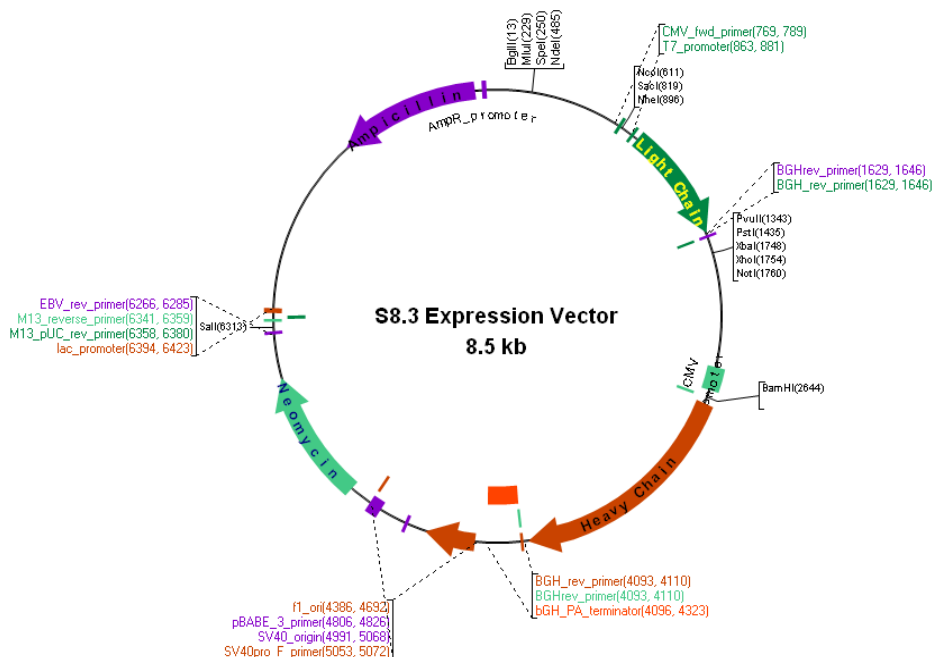 BglII(13)
MluI(229)
SpeI(250)
NdeI(485)
CMV_fwd_primer(769, 789)
T7_promoter(863, 881)
NcoI(611)
SacI(819)
NheI(896)
Ampicillin
AmpR_promoter
Light Chain
BGHrev_primer(1629, 1646)
BGH_rev_primer(1629, 1646)
PvuII(1343)
PstI(1435)
XbaI(1748)
XhoI(1754)
NotI(1760)
EBV_rev_primer(6266, 6285)
M13_reverse_primer(6341, 6359)
M13_pUC_rev_primer(6358, 6380)
lac_promoter(6394, 6423)
SalI(6313)
S8.3 Expression Vector
8.5 kb
CMV
BamHI(2644)
Neomycin
Heavy Chain
BGH_rev_primer(4093, 4110)
BGHrev_primer(4093, 4110)
bGH_PA_terminator(4096, 4323)
f1_ori(4386, 4692)
pBABE_3_primer(4806, 4826)
SV40_origin(4991, 5068)
SV40pro_F_primer(5053, 5072)